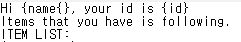 Hi {name{}, your id is {id}
Items that you have is following.
ITEM LIST: